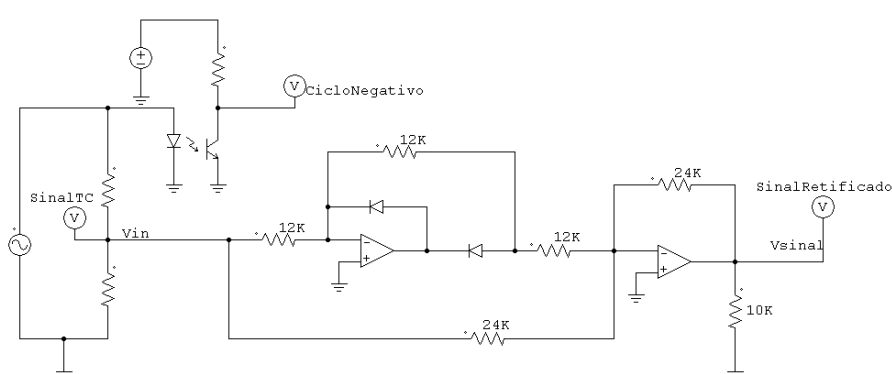 V
CicloNegativo
12K
24K
SinalTC
V
SinalRetificado
V
Vin
12K
12K
Vsinal
10K
24K